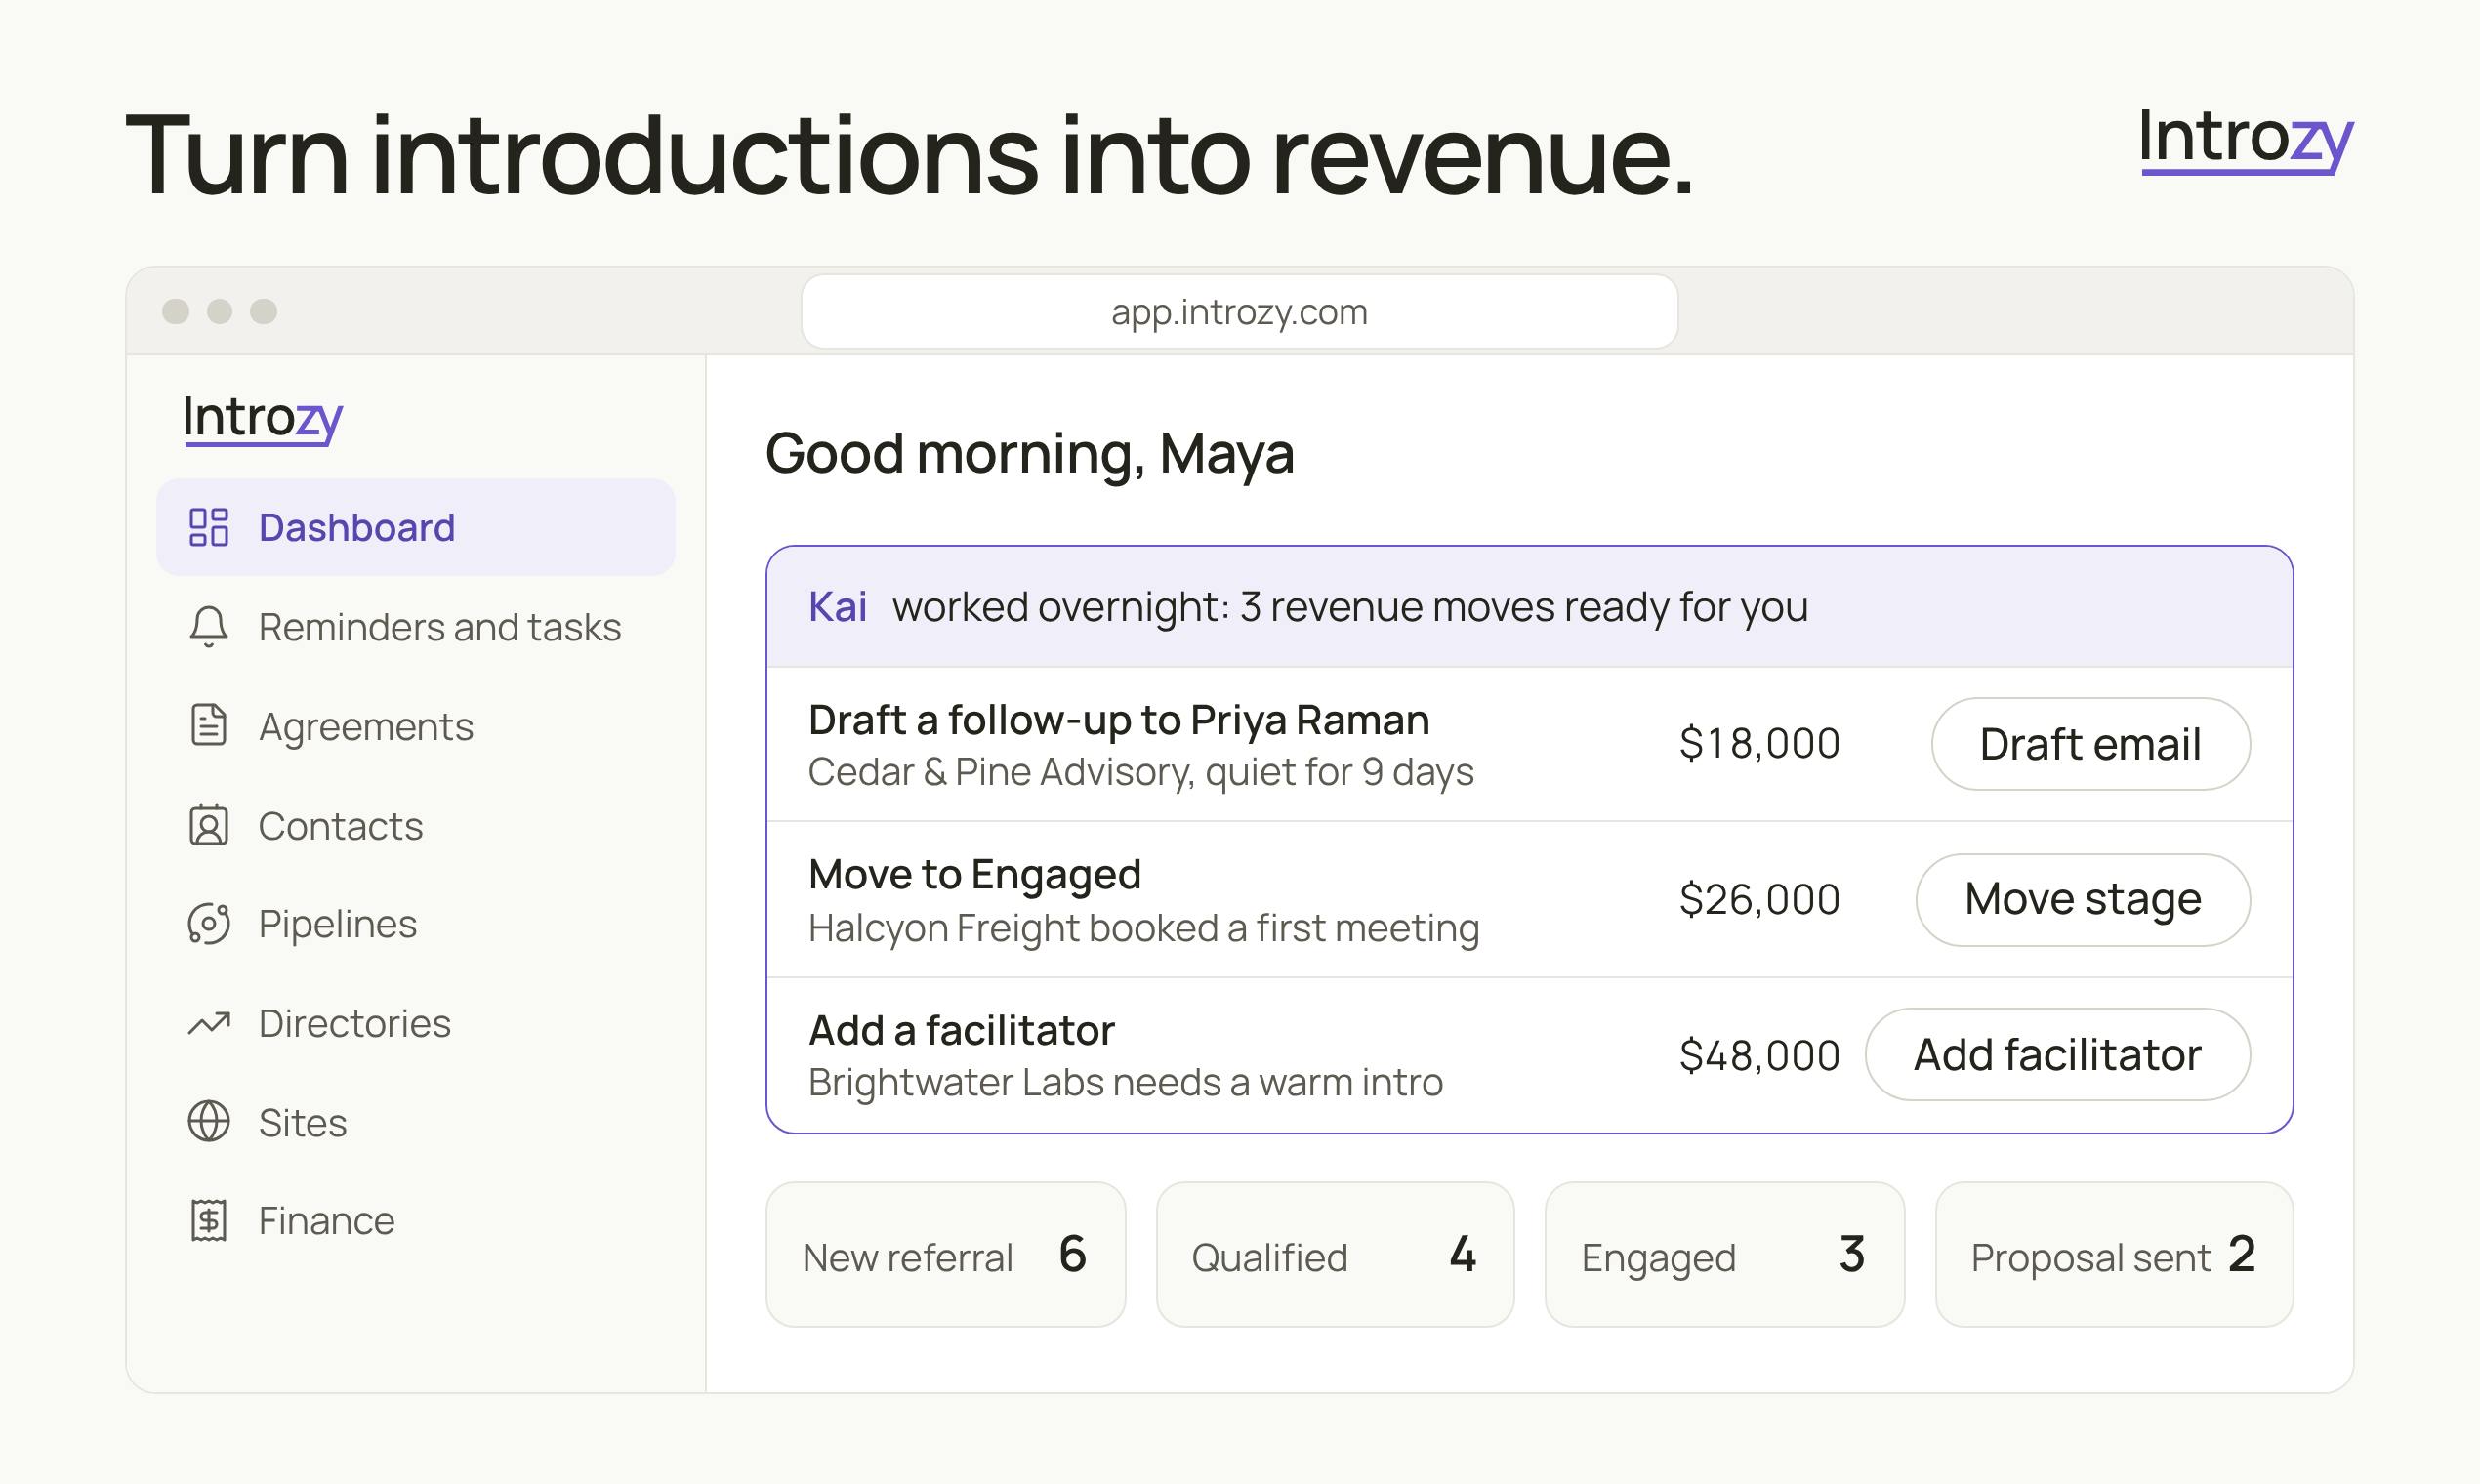 Turn introductions into revenue.
Introzy
app.introzy.com
Introzy
Dashboard
Reminders and tasks
Agreements
Contacts
Pipelines
Directories
Sites
Finance
Good morning, Maya
Kai worked overnight: 3 revenue moves ready for you
Draft a follow-up to Priya Raman
Cedar & Pine Advisory, quiet for 9 days
$18,000
Draft email
Move to Engaged
Halcyon Freight booked a first meeting
$26,000
Move stage
Add a facilitator
Brightwater Labs needs a warm intro
$48,000
Add facilitator
New referral 6
Qualified 4
Engaged 3
Proposal sent 2